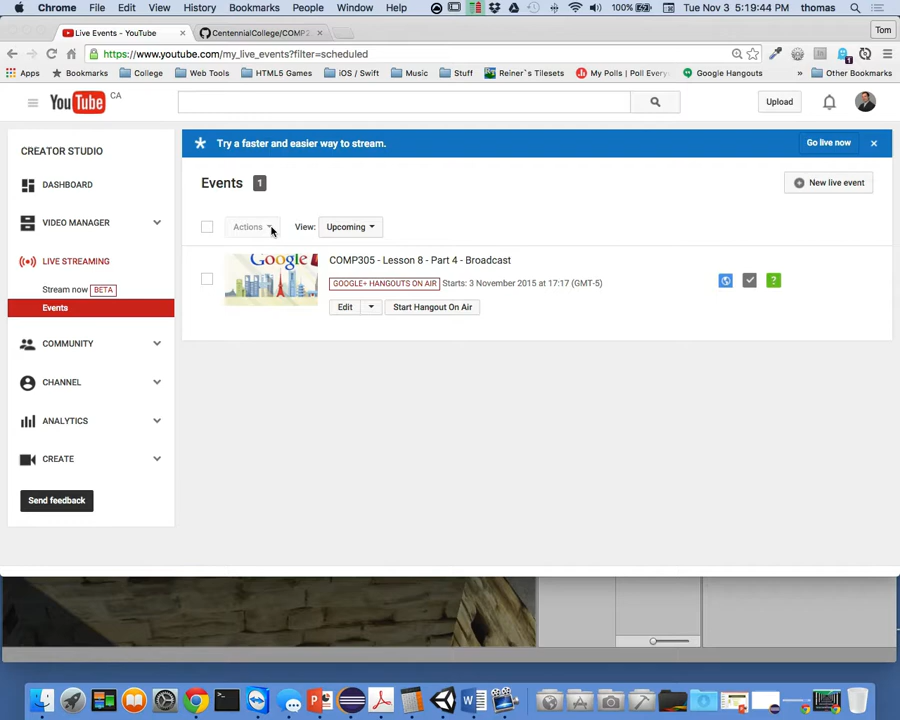 Chrome File Edit View History Bookmarks People Window Help 100% Tue Nov 3 5:19:44 PM thomas
Live Events - YouTube × CentennialCollege/COMP ×
Tom
https://www.youtube.com/my_live_events?filter=scheduled
Apps Bookmarks College Web Tools HTML5 Games iOS / Swift Music Stuff Reiner's Tilesets My Polls | Poll Every Google Hangouts » Other Bookmarks
YouTube CA
Upload
CREATOR STUDIO
DASHBOARD
VIDEO MANAGER
LIVE STREAMING
Stream now BETA
Events
COMMUNITY
CHANNEL
ANALYTICS
CREATE
Send feedback
Try a faster and easier way to stream.
Go live now ×
Events 1
New live event
Actions View: Upcoming
Google
COMP305 - Lesson 8 - Part 4 - Broadcast
GOOGLE+ HANGOUTS ON AIR Starts: 3 November 2015 at 17:17 (GMT-5)
?
Edit Start Hangout On Air